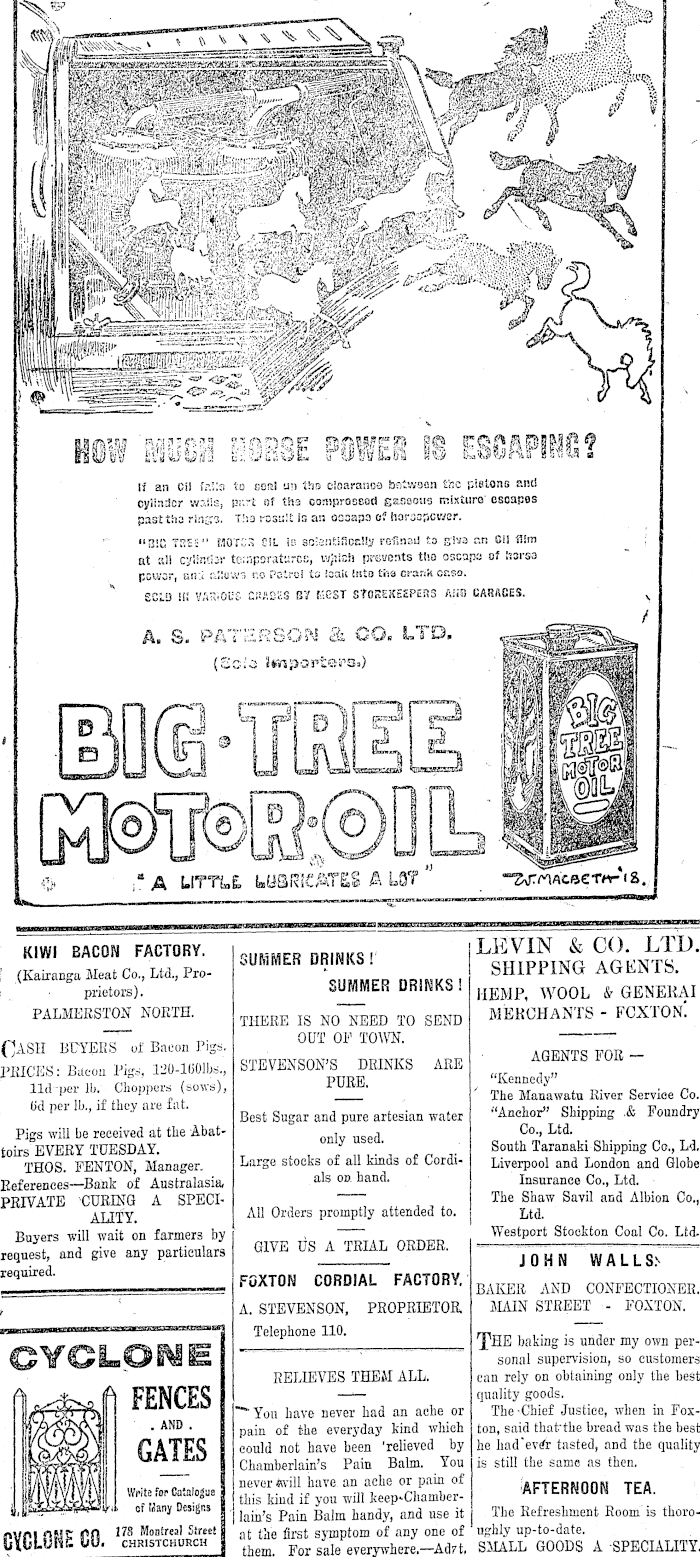 HOW MUCH HORSE POWER IS ESCAPING?
If an Oil fails to seal up the clearance between the pistons and
cylinder walls, part of the compressed gaseous mixture escapes
past the rings. The result is an escape of horsepower.
"BIG TREE" MOTOR OIL is scientifically refined to give an Oil film
at all cylinder temperatures, which prevents the escape of horse
power, and allows no Petrol to leak into the crank case.
SOLD IN VARIOUS GRADES BY MOST STOREKEEPERS AND GARAGES.
A. S. PATERSON & CO. LTD.
(Sole Importers.)
BIG·TREE
MOTOR·OIL
"A LITTLE LUBRICATES A LOT"
BIG
TREE
MOTOR
OIL
W. MACBETH '18.
KIWI BACON FACTORY.
(Kairanga Meat Co., Ltd., Pro-
prietors).
PALMERSTON NORTH.
CASH BUYERS of Bacon Pigs.
PRICES: Bacon Pigs, 120-160lbs.,
11d per lb. Choppers (sows),
6d per lb., if they are fat.
Pigs will be received at the Abat-
toirs EVERY TUESDAY.
THOS. FENTON, Manager.
References—Bank of Australasia
PRIVATE CURING A SPECI-
ALITY.
Buyers will wait on farmers by
request, and give any particulars
required.
CYCLONE
FENCES
. AND .
GATES
Write for Catalogue
of Many Designs
CYCLONE CO. 178 Montreal Street
CHRISTCHURCH
SUMMER DRINKS!
SUMMER DRINKS!
THERE IS NO NEED TO SEND
OUT OF TOWN.
STEVENSON'S DRINKS ARE
PURE.
Best Sugar and pure artesian water
only used.
Large stocks of all kinds of Cordi-
als on hand.
All Orders promptly attended to.
GIVE US A TRIAL ORDER.
FOXTON CORDIAL FACTORY.
A. STEVENSON, PROPRIETOR
Telephone 110.
RELIEVES THEM ALL.
You have never had an ache or
pain of the everyday kind which
could not have been relieved by
Chamberlain's Pain Balm. You
never will have an ache or pain of
this kind if you will keep Chamber-
lain's Pain Balm handy, and use it
at the first symptom of any one of
them. For sale everywhere.—Advt.
LEVIN & CO. LTD.
SHIPPING AGENTS.
HEMP, WOOL & GENERAL
MERCHANTS - FOXTON.
AGENTS FOR —
"Kennedy"
The Manawatu River Service Co.
"Anchor" Shipping & Foundry
Co., Ltd.
South Taranaki Shipping Co., Ld.
Liverpool and London and Globe
Insurance Co., Ltd.
The Shaw Savil and Albion Co.,
Ltd.
Westport Stockton Coal Co. Ltd.
JOHN WALLS.
BAKER AND CONFECTIONER.
MAIN STREET - FOXTON.
THE baking is under my own per-
sonal supervision, so customers
can rely on obtaining only the best
quality goods.
The Chief Justice, when in Fox-
ton, said that the bread was the best
he had ever tasted, and the quality
is still the same as then.
AFTERNOON TEA.
The Refreshment Room is thoro-
ughly up-to-date.
SMALL GOODS A SPECIALITY.